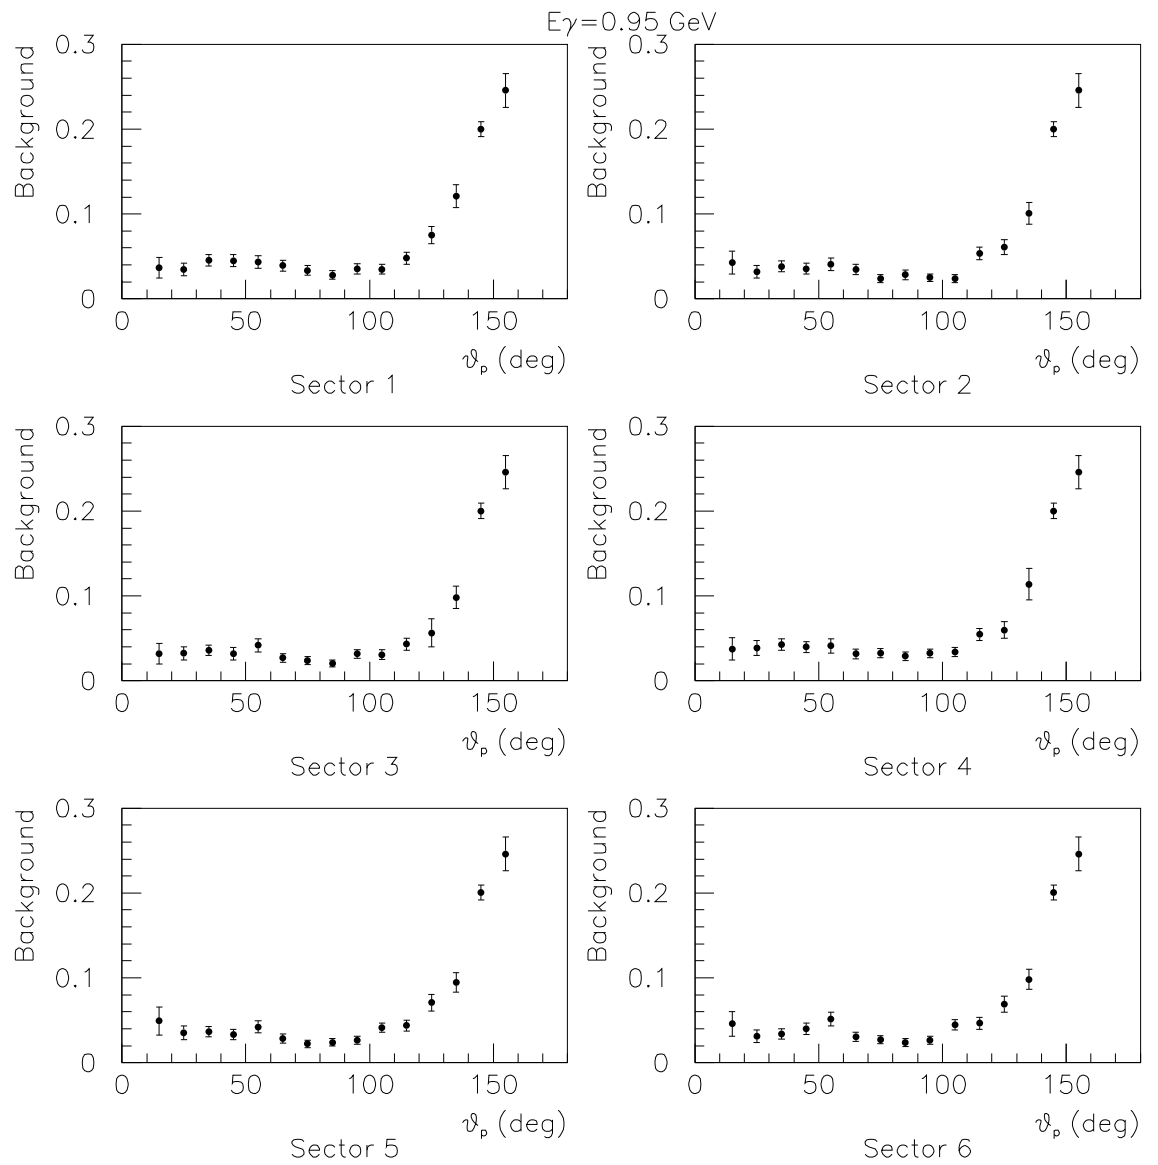 Eγ=0.95 GeV
Background
0.3
0.2
0.1
0
0 50 100 150
ϑp (deg)
Sector 1
Background
0.3
0.2
0.1
0
0 50 100 150
ϑp (deg)
Sector 2
Background
0.3
0.2
0.1
0
0 50 100 150
ϑp (deg)
Sector 3
Background
0.3
0.2
0.1
0
0 50 100 150
ϑp (deg)
Sector 4
Background
0.3
0.2
0.1
0
0 50 100 150
ϑp (deg)
Sector 5
Background
0.3
0.2
0.1
0
0 50 100 150
ϑp (deg)
Sector 6